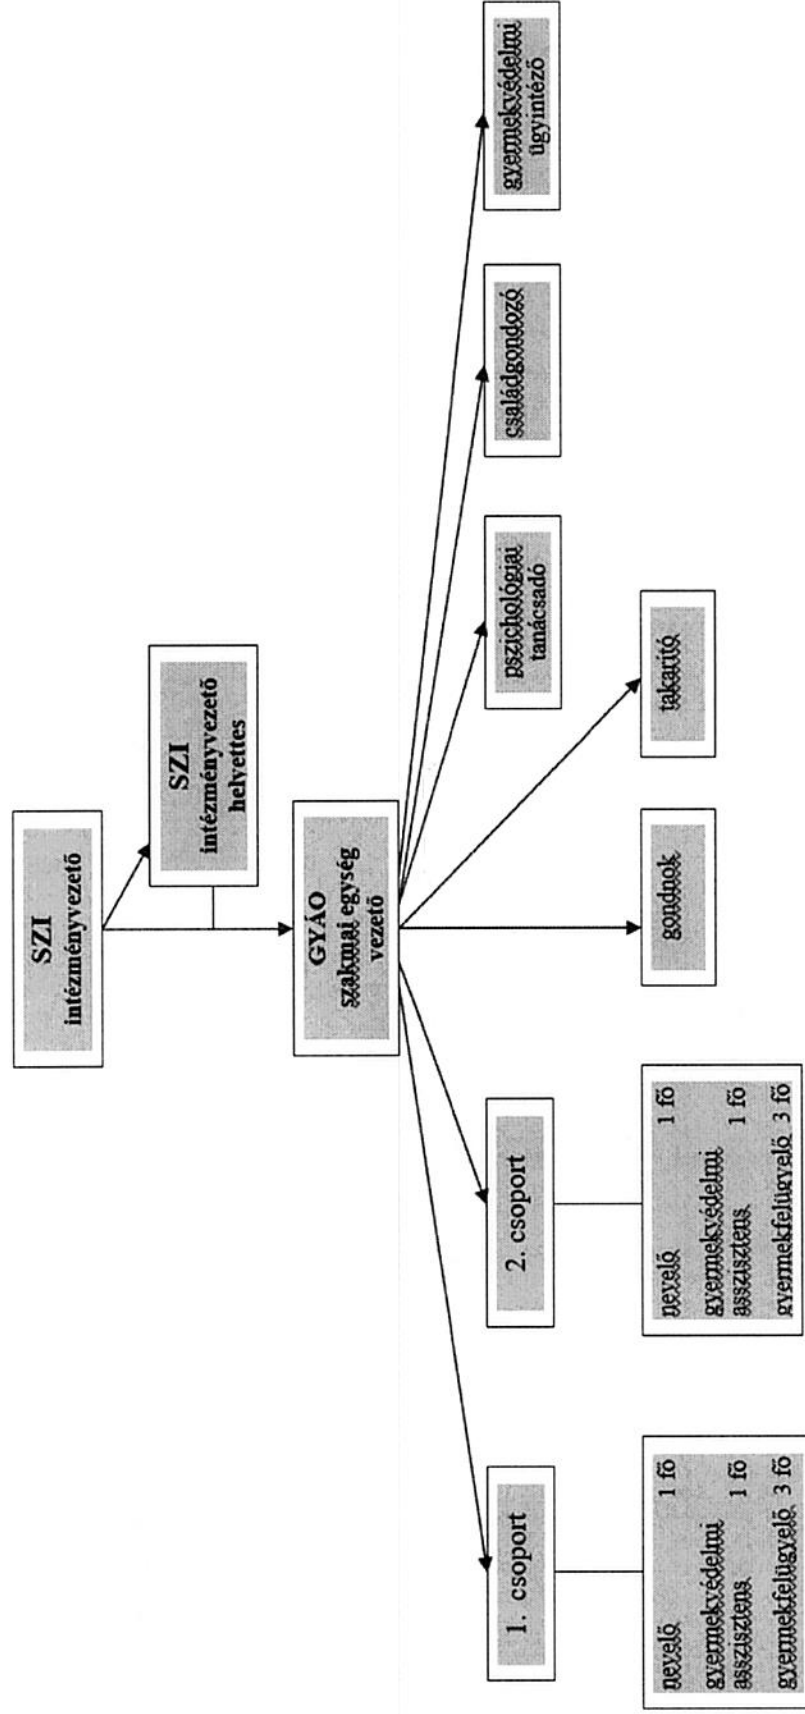 SZI
intézményvezető
SZI
intézményvezető
helyettes
GYÁO
szakmai egység
vezető
1. csoport
2. csoport
pszichológiai
tanácsadó
családgondozó
gyermekvédelmi
ügyintéző
gondnok
takarító
nevelő 1 fő
gyermekvédelmi
asszisztens 1 fő
gyermekfelügyelő 3 fő
nevelő 1 fő
gyermekvédelmi
asszisztens 1 fő
gyermekfelügyelő 3 fő